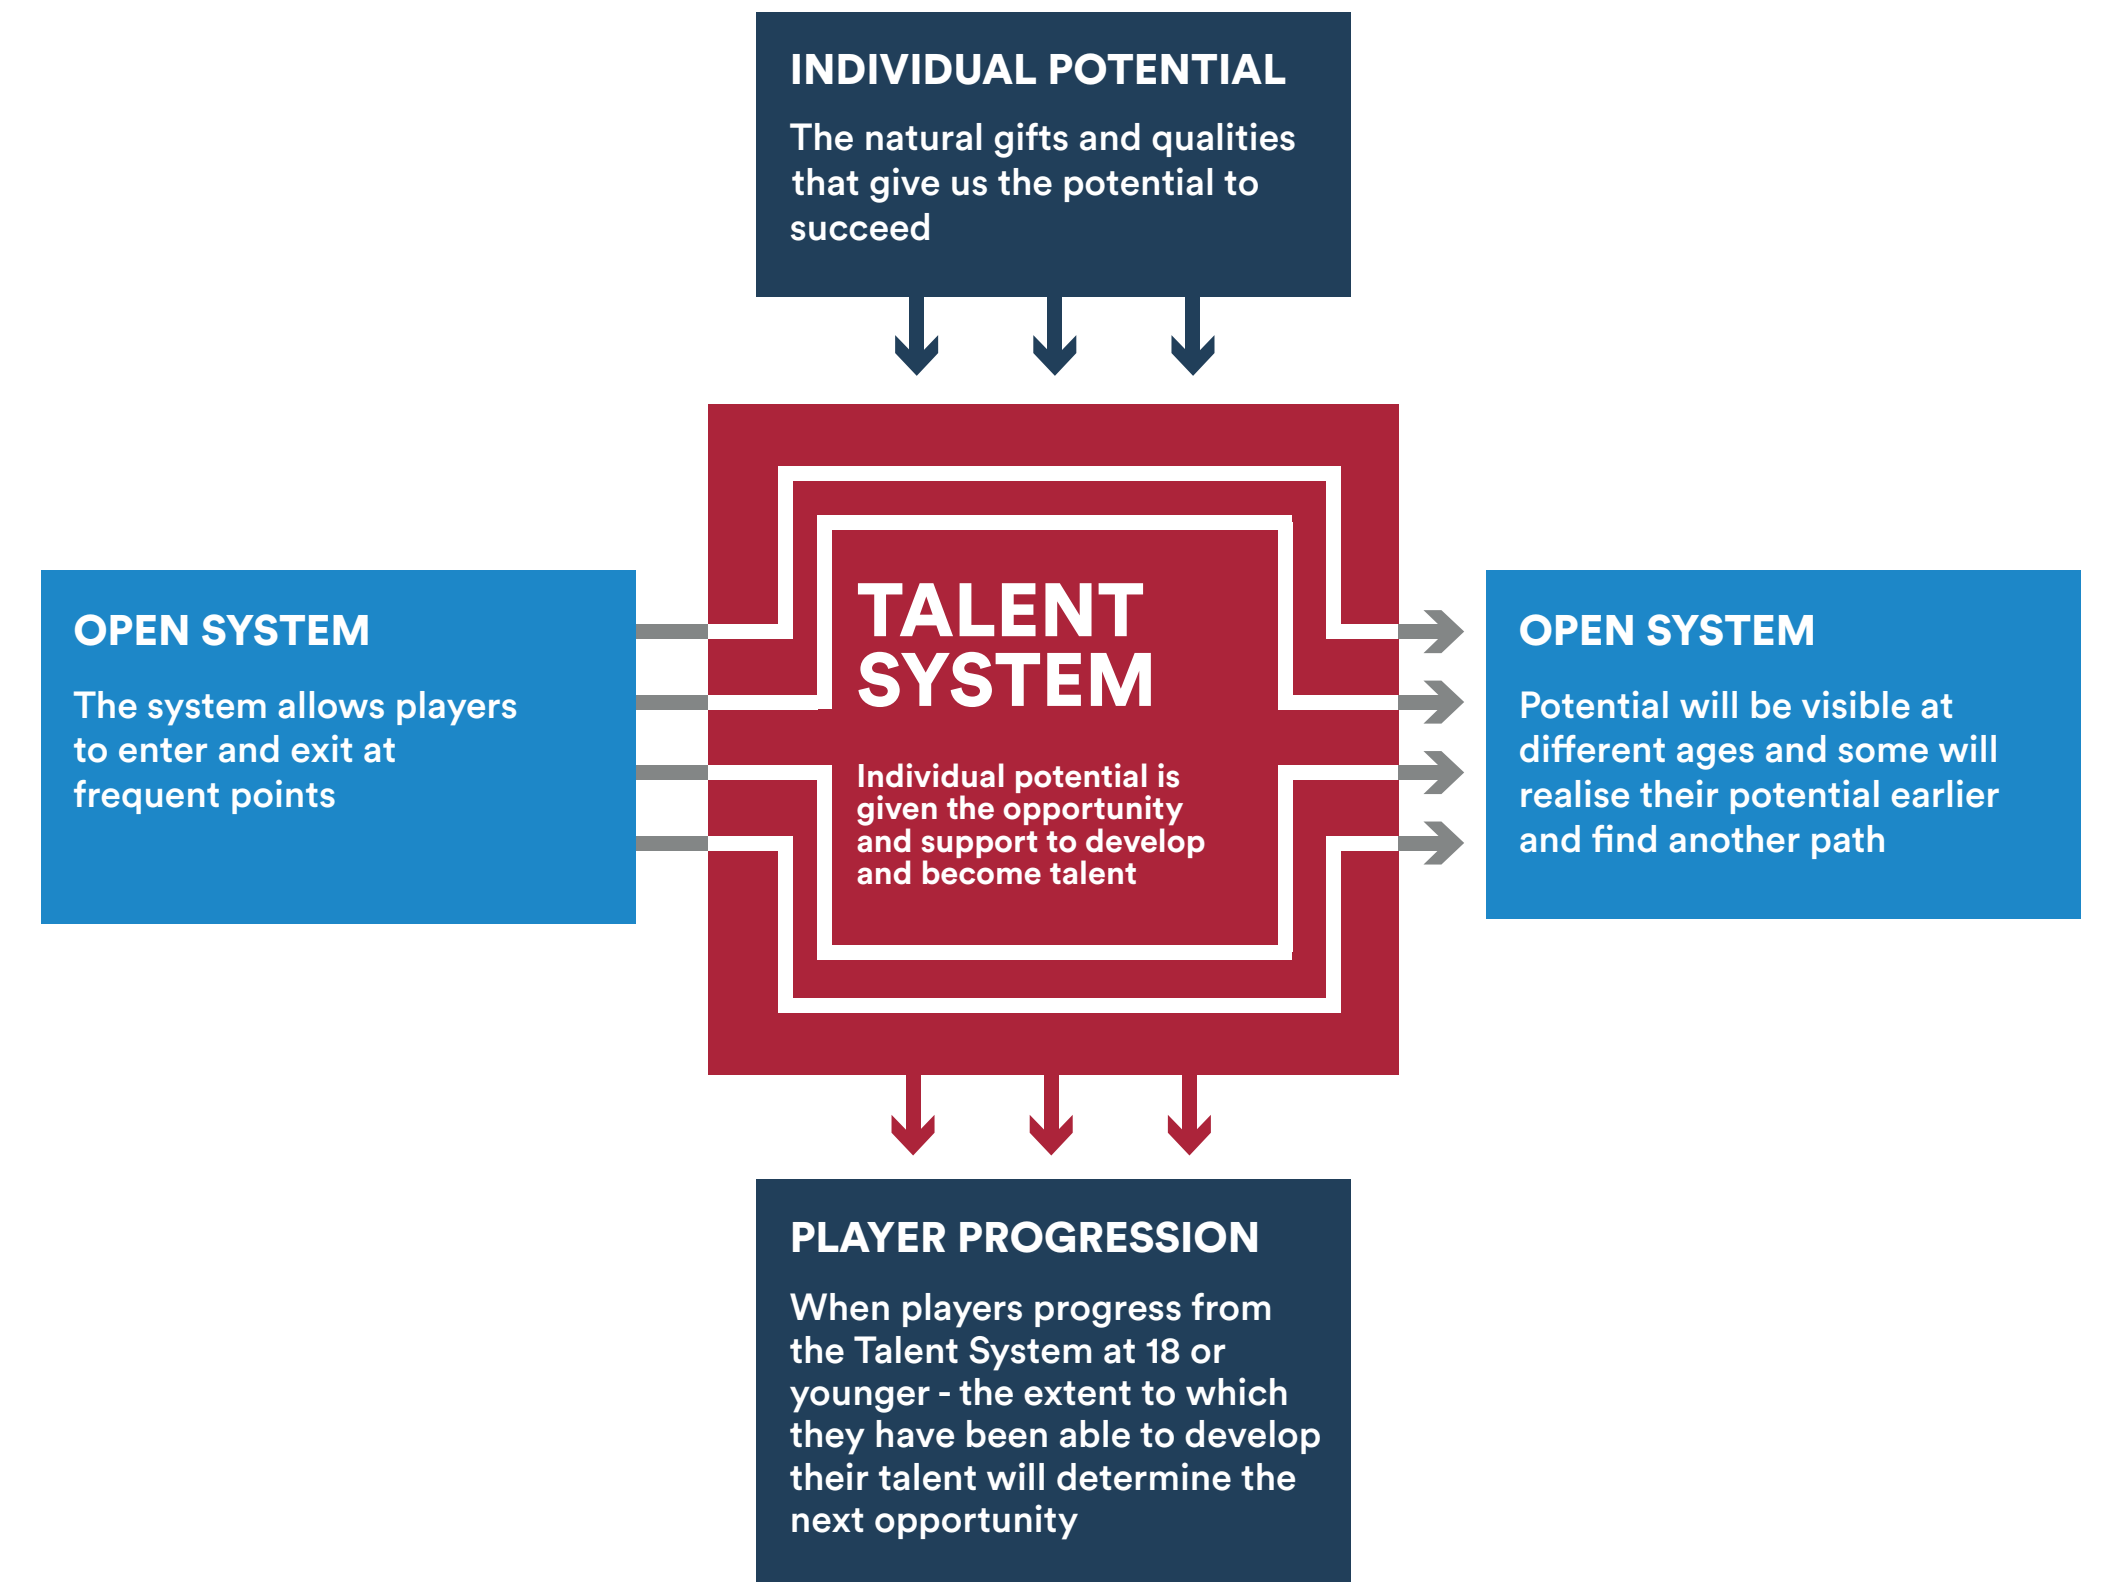 INDIVIDUAL POTENTIAL
The natural gifts and qualities
that give us the potential to
succeed
OPEN SYSTEM
The system allows players
to enter and exit at
frequent points
TALENT
SYSTEM
Individual potential is
given the opportunity
and support to develop
and become talent
OPEN SYSTEM
Potential will be visible at
different ages and some will
realise their potential earlier
and find another path
PLAYER PROGRESSION
When players progress from
the Talent System at 18 or
younger - the extent to which
they have been able to develop
their talent will determine the
next opportunity